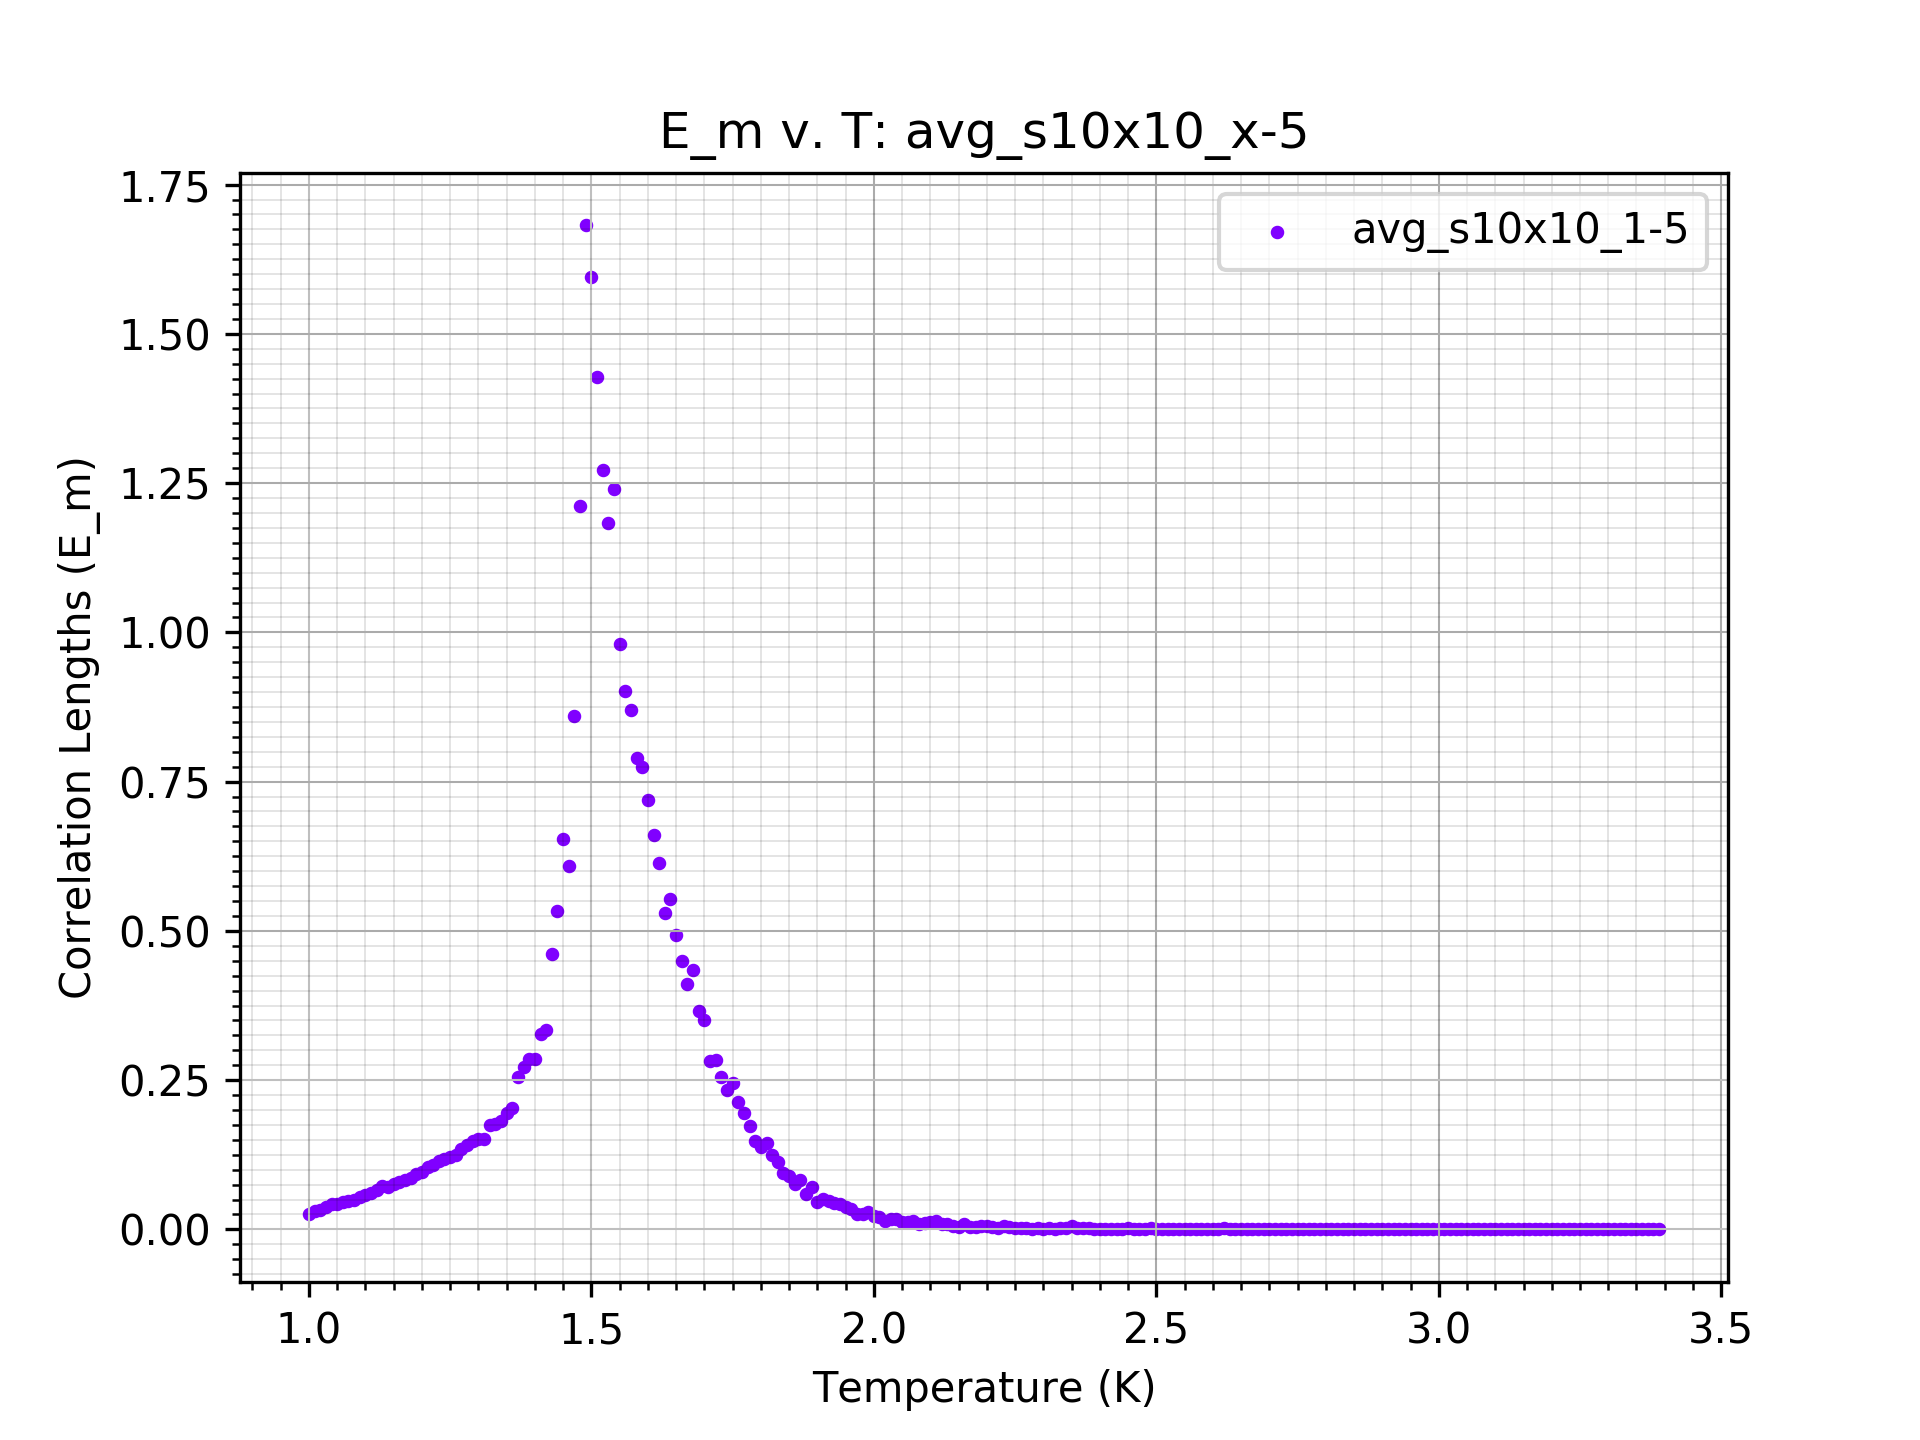 E_m v. T: avg_s10x10_x-5
avg_s10x10_1-5
1.75
1.50
1.25
1.00
0.75
0.50
0.25
0.00
Correlation Lengths (E_m)
1.0 1.5 2.0 2.5 3.0 3.5
Temperature (K)